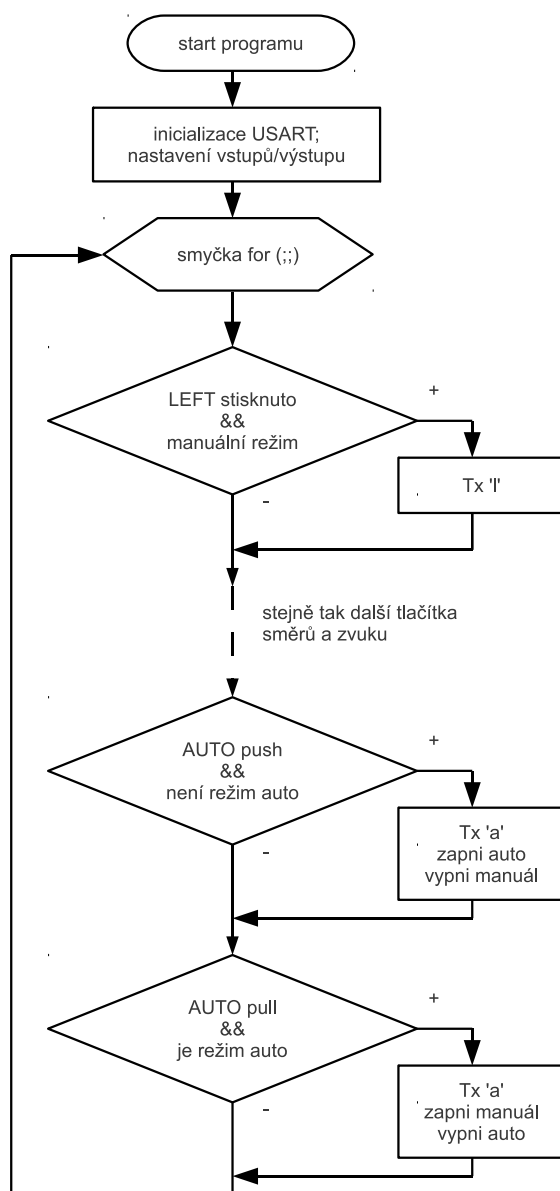 start programu
inicializace USART;
nastavení vstupů/výstupu
smyčka for (;;)
LEFT stisknuto
&&
manuální režim
+
Tx 'l'
-
stejně tak další tlačítka
směrů a zvuku
AUTO push
&&
není režim auto
+
Tx 'a'
zapni auto
vypni manuál
-
AUTO pull
&&
je režim auto
+
Tx 'a'
zapni manuál
vypni auto
-